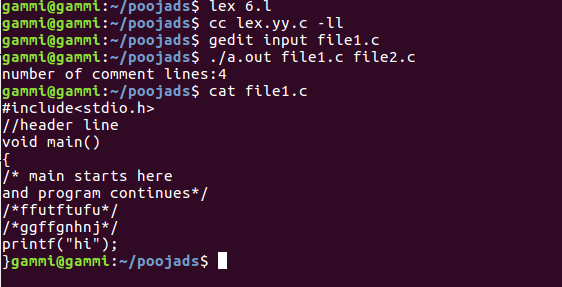 gammi@gammi:~/poojads$ lex 6.l
gammi@gammi:~/poojads$ cc lex.yy.c -ll
gammi@gammi:~/poojads$ gedit input file1.c
gammi@gammi:~/poojads$ ./a.out file1.c file2.c
number of comment lines:4
gammi@gammi:~/poojads$ cat file1.c
#include<stdio.h>
//header line
void main()
{
/* main starts here
and program continues*/
/*ffutftufu*/
/*ggffgnhnj*/
printf("hi");
}gammi@gammi:~/poojads$